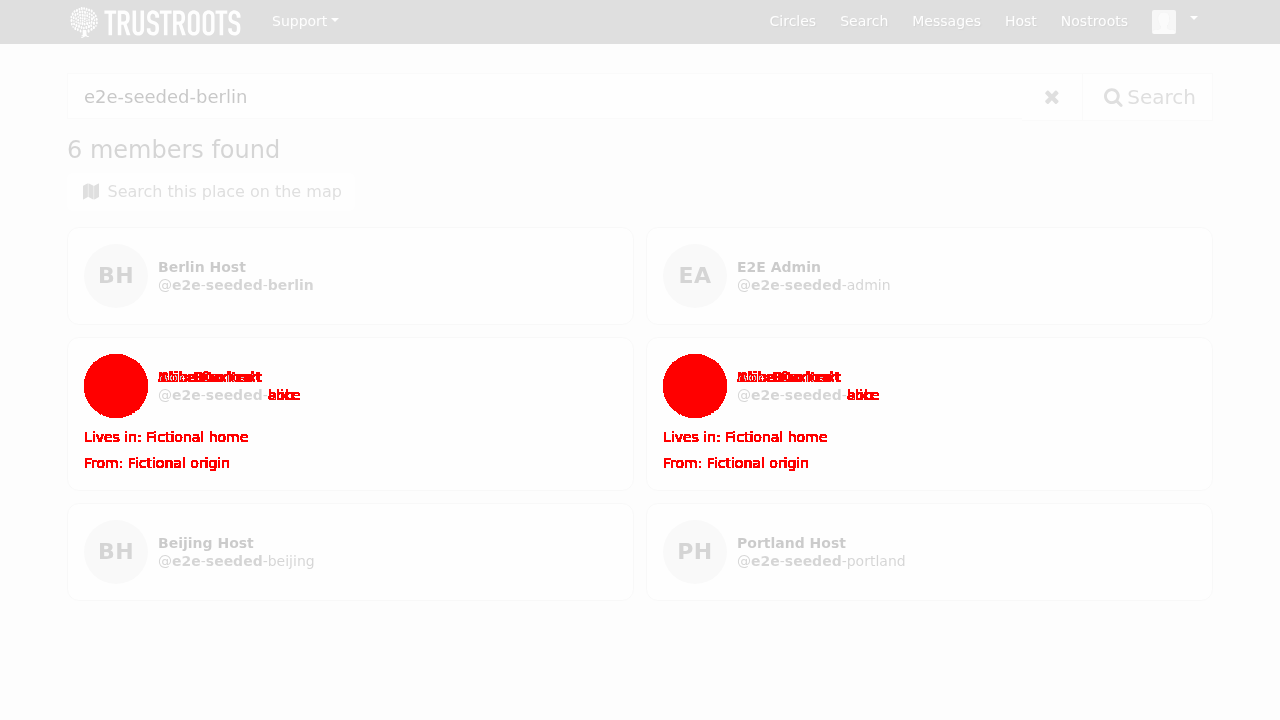 TRUSTROOTS Support Circles Search Messages Host Nostroots
e2e-seeded-berlin Search
6 members found
Search this place on the map
BH Berlin Host
@e2e-seeded-berlin
EA E2E Admin
@e2e-seeded-admin
@e2e-seeded-
Lives in: Fictional home
From: Fictional origin
@e2e-seeded-
Lives in: Fictional home
From: Fictional origin
BH Beijing Host
@e2e-seeded-beijing
PH Portland Host
@e2e-seeded-portland